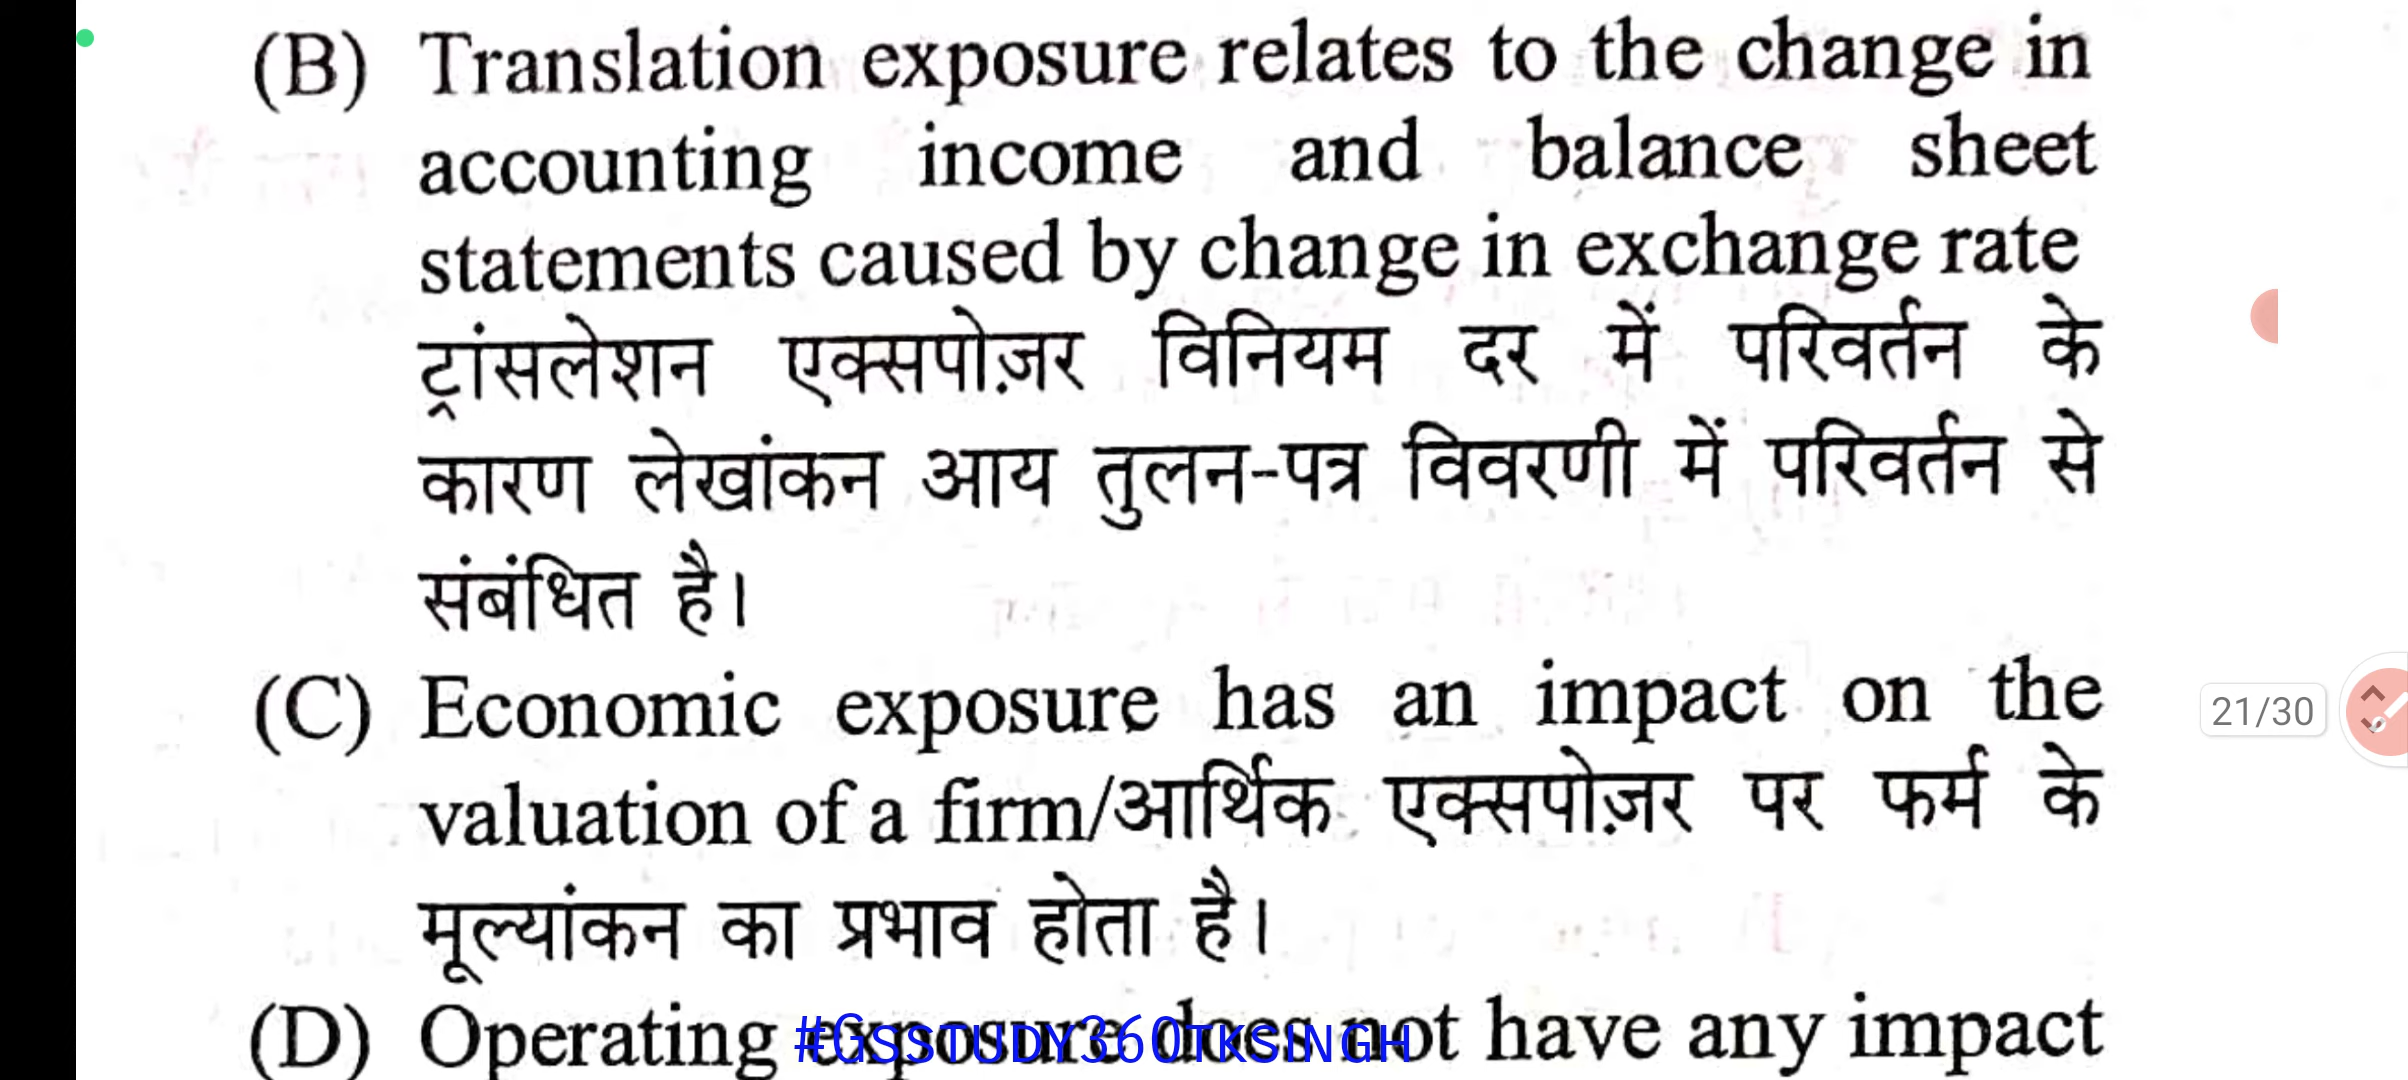 (B) Translation exposure relates to the change in
accounting income and balance sheet
statements caused by change in exchange rate
ट्रांसलेशन एक्सपोज़र विनियम दर में परिवर्तन के
कारण लेखांकन आय तुलन-पत्र विवरणी में परिवर्तन से
संबंधित है।
(C) Economic exposure has an impact on the
valuation of a firm/आर्थिक एक्सपोज़र पर फर्म के
मूल्यांकन का प्रभाव होता है।
(D) Operating exposure does not have any impact
#GSSTUDY360TKSINGH
21/30